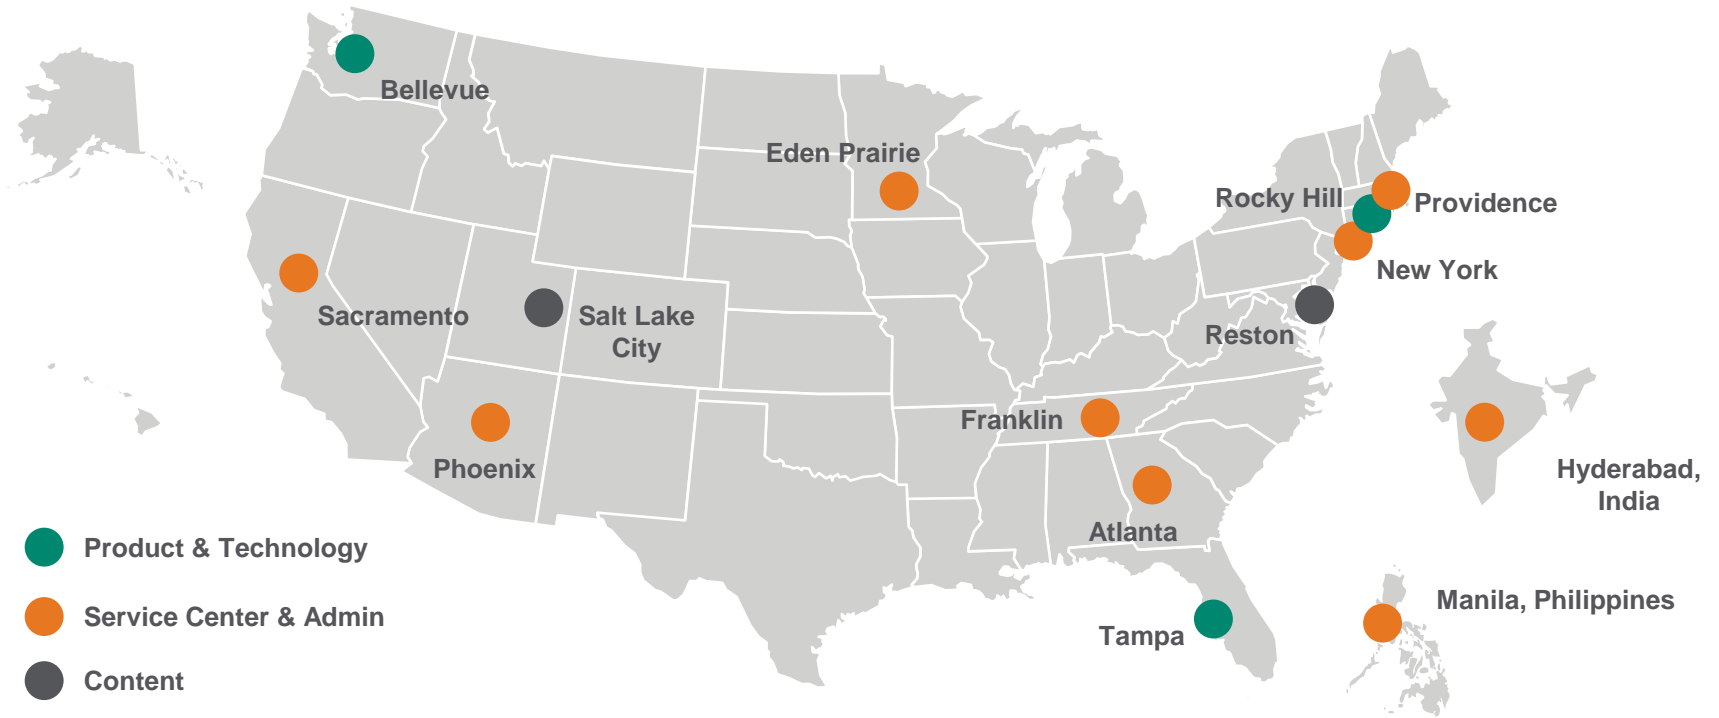 Bellevue
Eden Prairie
Rocky Hill
Providence
New York
Sacramento
Salt Lake
City
Reston
Franklin
Phoenix
Hyderabad,
India
Atlanta
Product & Technology
Manila, Philippines
Service Center & Admin
Tampa
Content